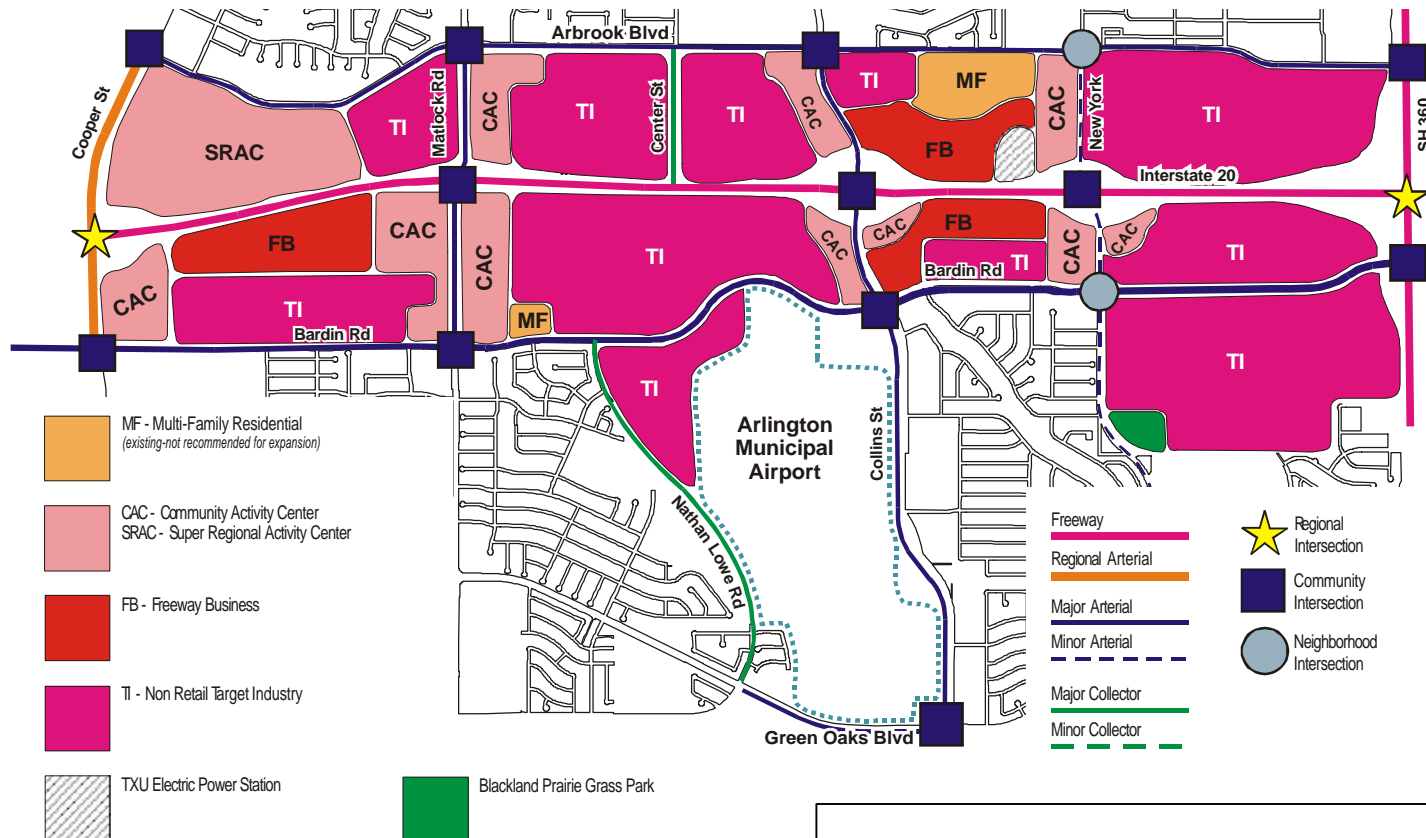 Arbrook Blvd
Cooper St
Matlock Rd
Center St
New York
SH 360
TI
MF
CAC
TI
CAC
TI
TI
CAC
TI
SRAC
FB
Interstate 20
FB
CAC
CAC
TI
CAC
CAC
FB
CAC
CAC
TI
CAC
TI
Bardin Rd
TI
Bardin Rd
MF
TI
TI
Arlington
Municipal
Airport
Collins St
Nathan Lowe Rd
Green Oaks Blvd
MF - Multi-Family Residential
(existing-not recommended for expansion)
CAC - Community Activity Center
SRAC - Super Regional Activity Center
FB - Freeway Business
TI - Non Retail Target Industry
TXU Electric Power Station
Blackland Prairie Grass Park
Freeway
Regional Arterial
Major Arterial
Minor Arterial
Major Collector
Minor Collector
Regional
Intersection
Community
Intersection
Neighborhood
Intersection